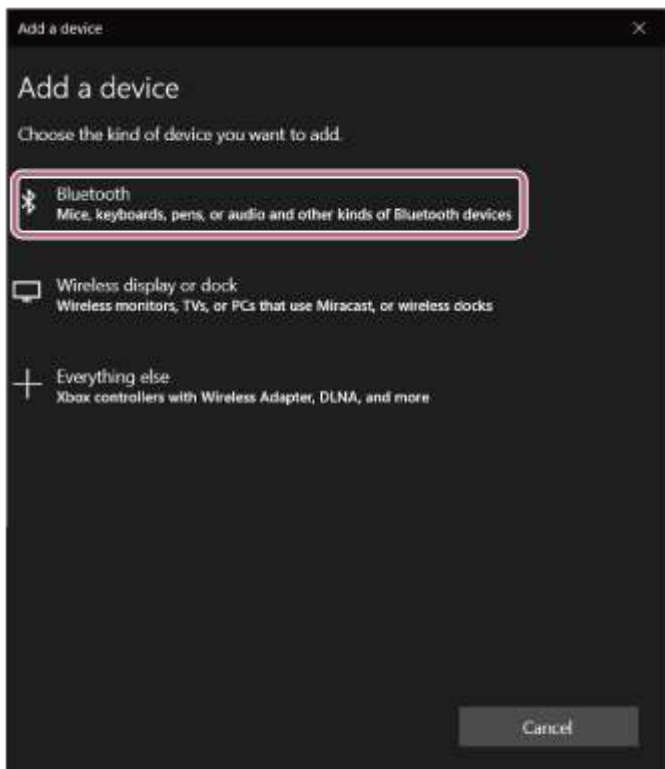 Add a device
Add a device
Choose the kind of device you want to add.
Bluetooth
Mice, keyboards, pens, or audio and other kinds of Bluetooth devices
Wireless display or dock
Wireless monitors, TVs, or PCs that use Miracast, or wireless docks
Everything else
Xbox controllers with Wireless Adapter, DLNA, and more
Cancel